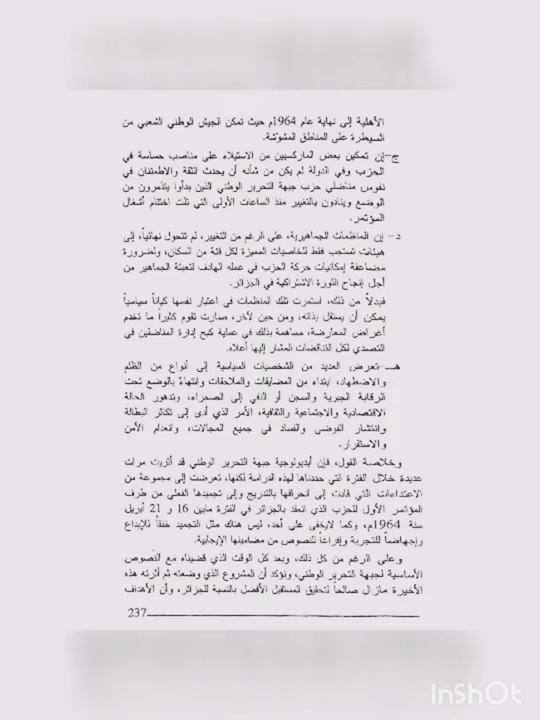 الأهلية إلى نهاية عام 1964م حيث تمكن الجيش الوطني الشعبي من
السيطرة على المناطق المشوشة.
ج- إن تمكين بعض الماركسيين من الاستيلاء على مناصب حساسة في
الحزب وفي الدولة لم يكن من شأنه أن يحدث الثقة والاطمئنان في
نفوس مناضلي حزب جبهة التحرير الوطني الذين بدأوا يتذمرون من
الوضع وينادون بالتغيير منذ الساعات الأولى التي تلت اختتام أشغال
المؤتمر.
د- إن المنظمات الجماهيرية، على الرغم من التغيير، لم تتحول نهائياً، إلى
هيئات تستجب فقط للخاصيات المميزة لكل فئة من السكان، ولضرورة
مضاعفة إمكانيات حركة الحزب في عمله الهادف لتعبئة الجماهير من
أجل إنجاح الثورة الاشتراكية في الجزائر.
فبدلاً من ذلك، استمرت تلك المنظمات في اعتبار نفسها كياناً سياسياً
يمكن أن يستقل بذاته، ومن حين لآخر، صارت تقوم كثيراً ما تخدم
أغراض المعارضة، مساهمة بذلك في عملية كبح إدارة المناضلين في
التصدي لكل التناقضات المشار إليها أعلاه.
هـ- تعرض العديد من الشخصيات السياسية إلى أنواع من الظلم
والاضطهاد، ابتداء من المضايقات والملاحقات وانتهاءً بالوضع تحت
الرقابة الجبرية والسجن أو النفي إلى الصحراء، وتدهور الحالة
الاقتصادية والاجتماعية والثقافية، الأمر الذي أدى إلى تكاثر البطالة
وانتشار الفوضى والفساد في جميع المجالات، وانعدام الأمن
والاستقرار.
وخلاصة القول، فإن أيديولوجية جبهة التحرير الوطني قد أثريت مرات
عديدة خلال الفترة التي حددناها لهذه الدراسة لكنها، تعرضت إلى مجموعة من
الاعتداءات التي قادت إلى انحرافها بالتدريج وإلى تجميدها الفعلي من طرف
المؤتمر الأول للحزب الذي انعقد بالجزائر في الفترة مابين 16 و 21 أبريل
سنة 1964م، وكما لايخفى على أحد، ليس هناك مثل التجميد خنقاً للإبداع
وإجهاضاً للتجربة وإفراغاً للنصوص من مضامينها الإيجابية.
وعلى الرغم من كل ذلك، وبعد كل الوقت الذي قضيناه مع النصوص
الأساسية لجبهة التحرير الوطني، ونؤكد أن المشروع الذي وضعته ثم أثرته هذه
الأخيرة مازال صالحاً لتحقيق المستقبل الأفضل بالنسبة للجزائر، وأن الأهداف
237
InShOt